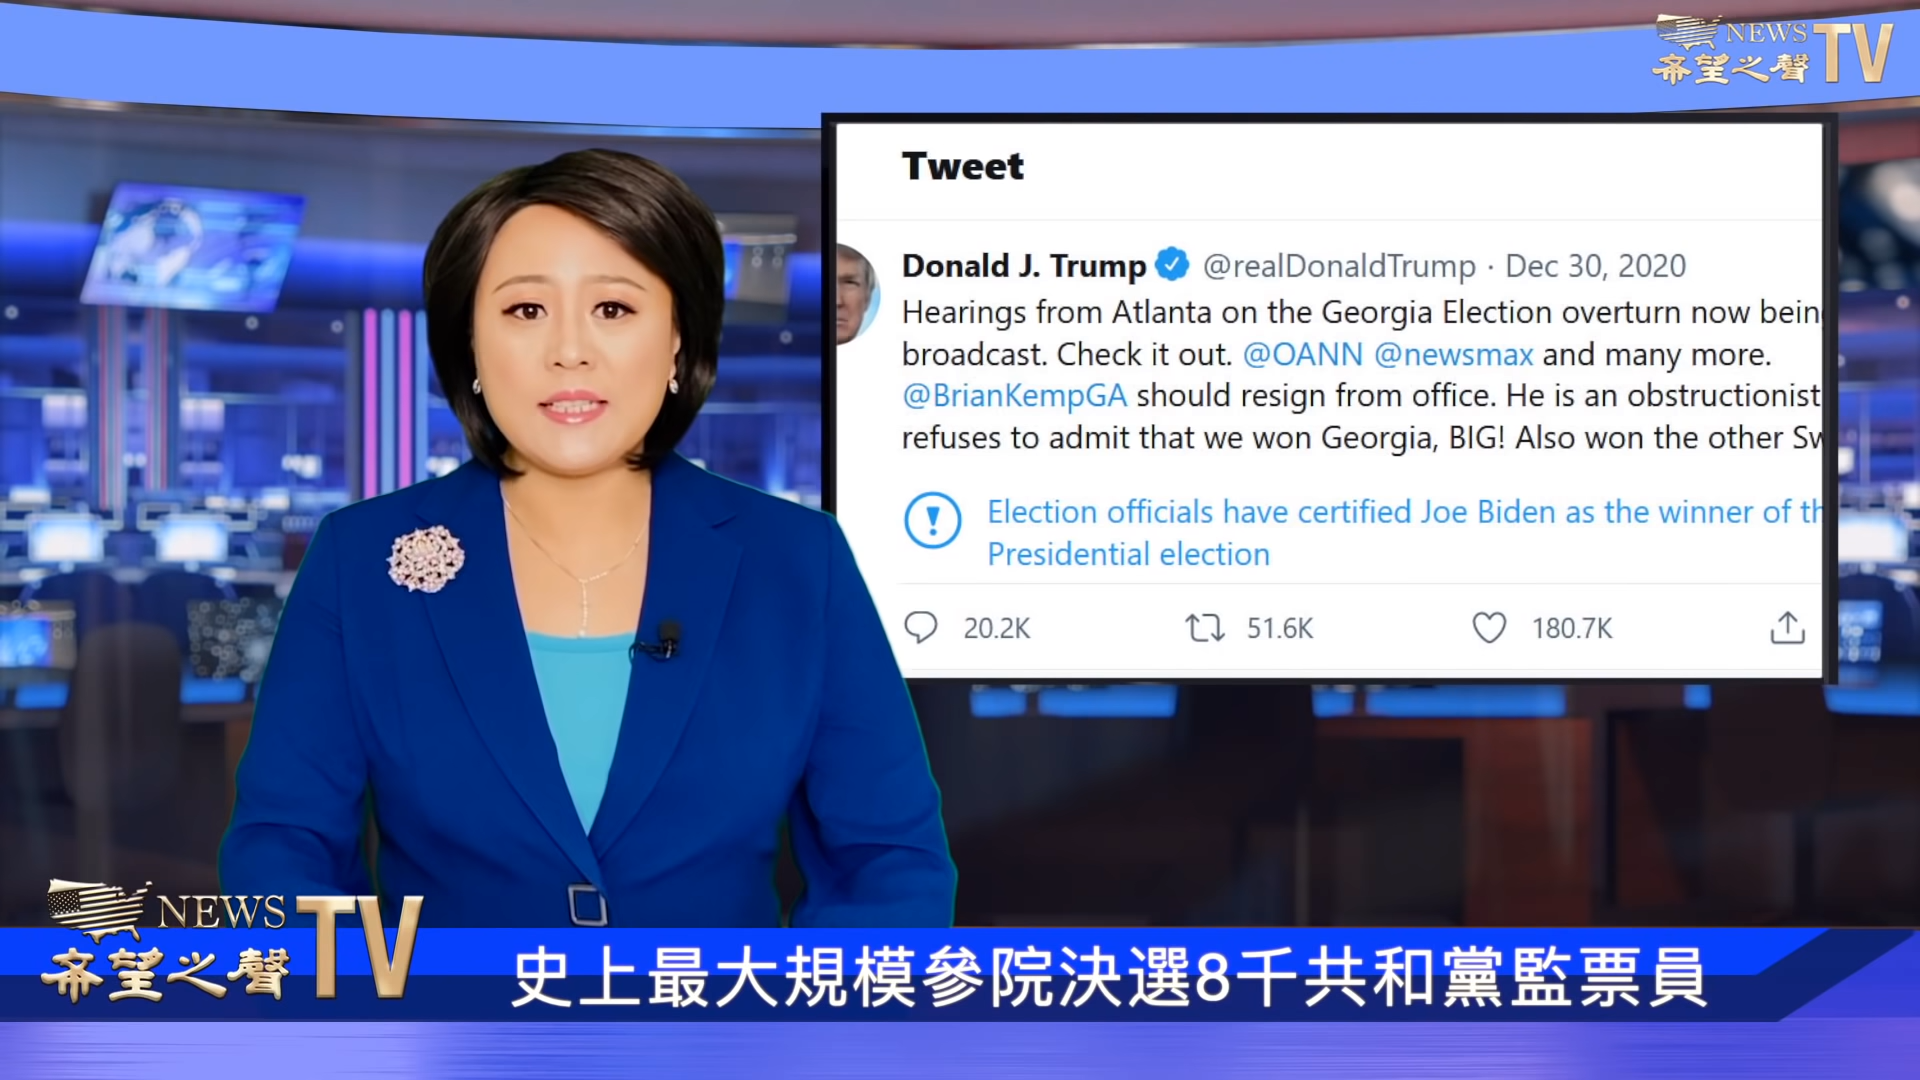 NEWS
希望之聲 TV
Tweet
Donald J. Trump @realDonaldTrump · Dec 30, 2020
Hearings from Atlanta on the Georgia Election overturn now bein
broadcast. Check it out. @OANN @newsmax and many more.
@BrianKempGA should resign from office. He is an obstructionist
refuses to admit that we won Georgia, BIG! Also won the other Sw
Election officials have certified Joe Biden as the winner of th
Presidential election
20.2K 51.6K 180.7K
NEWS
希望之聲 TV
史上最大規模參院決選8千共和黨監票員